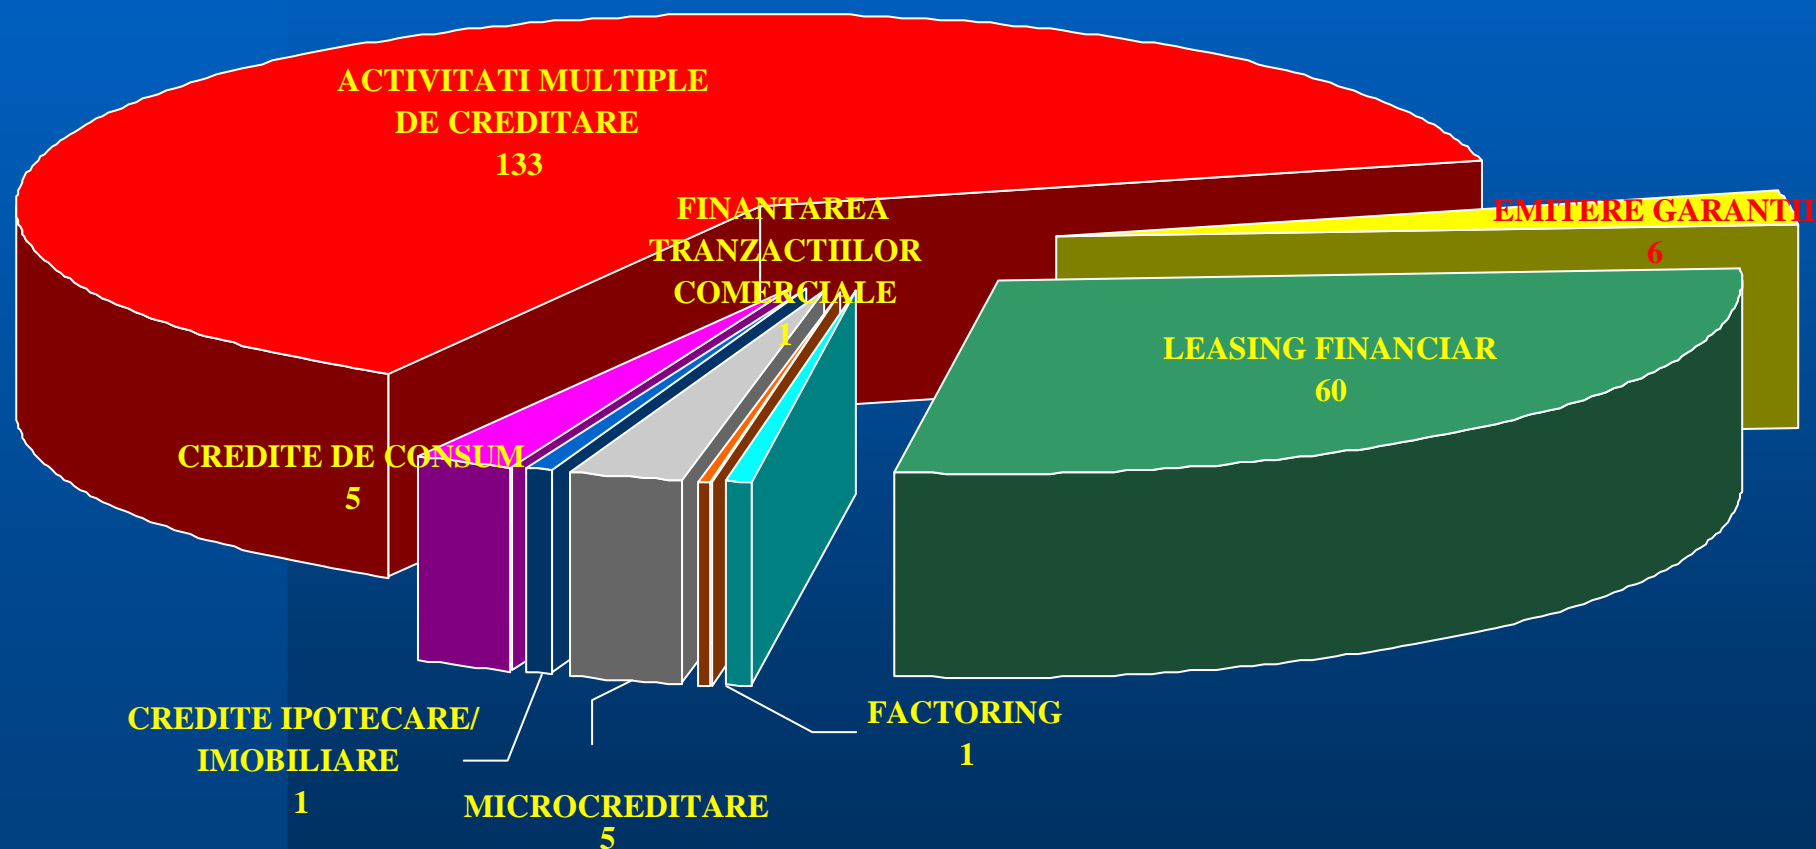 ACTIVITATI MULTIPLE
DE CREDITARE
133
FINANTAREA
TRANZACTIILOR
COMERCIALE
1
EMITERE GARANTII
6
LEASING FINANCIAR
60
CREDITE DE CONSUM
5
CREDITE IPOTECARE/
IMOBILIARE
1
MICROCREDITARE
5
FACTORING
1